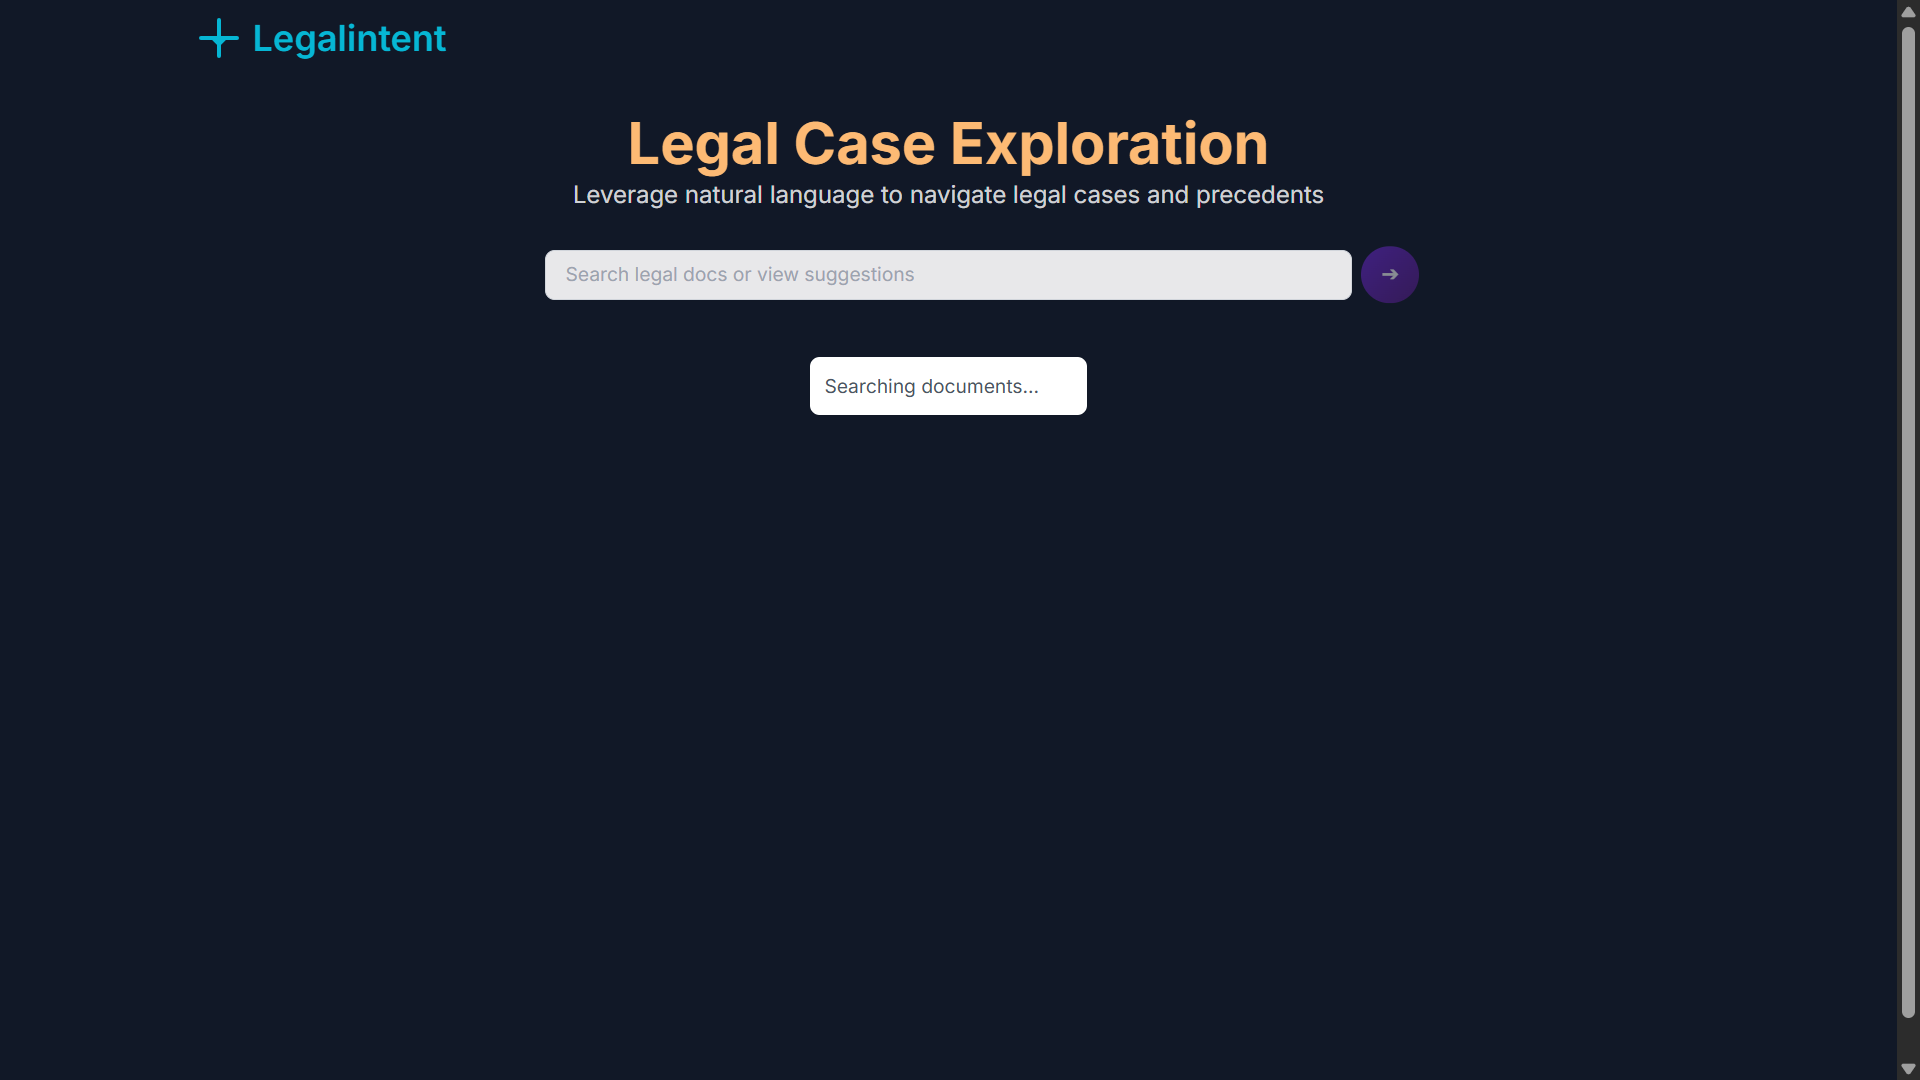 Legalintent
Legal Case Exploration
Leverage natural language to navigate legal cases and precedents
Search legal docs or view suggestions
Searching documents...